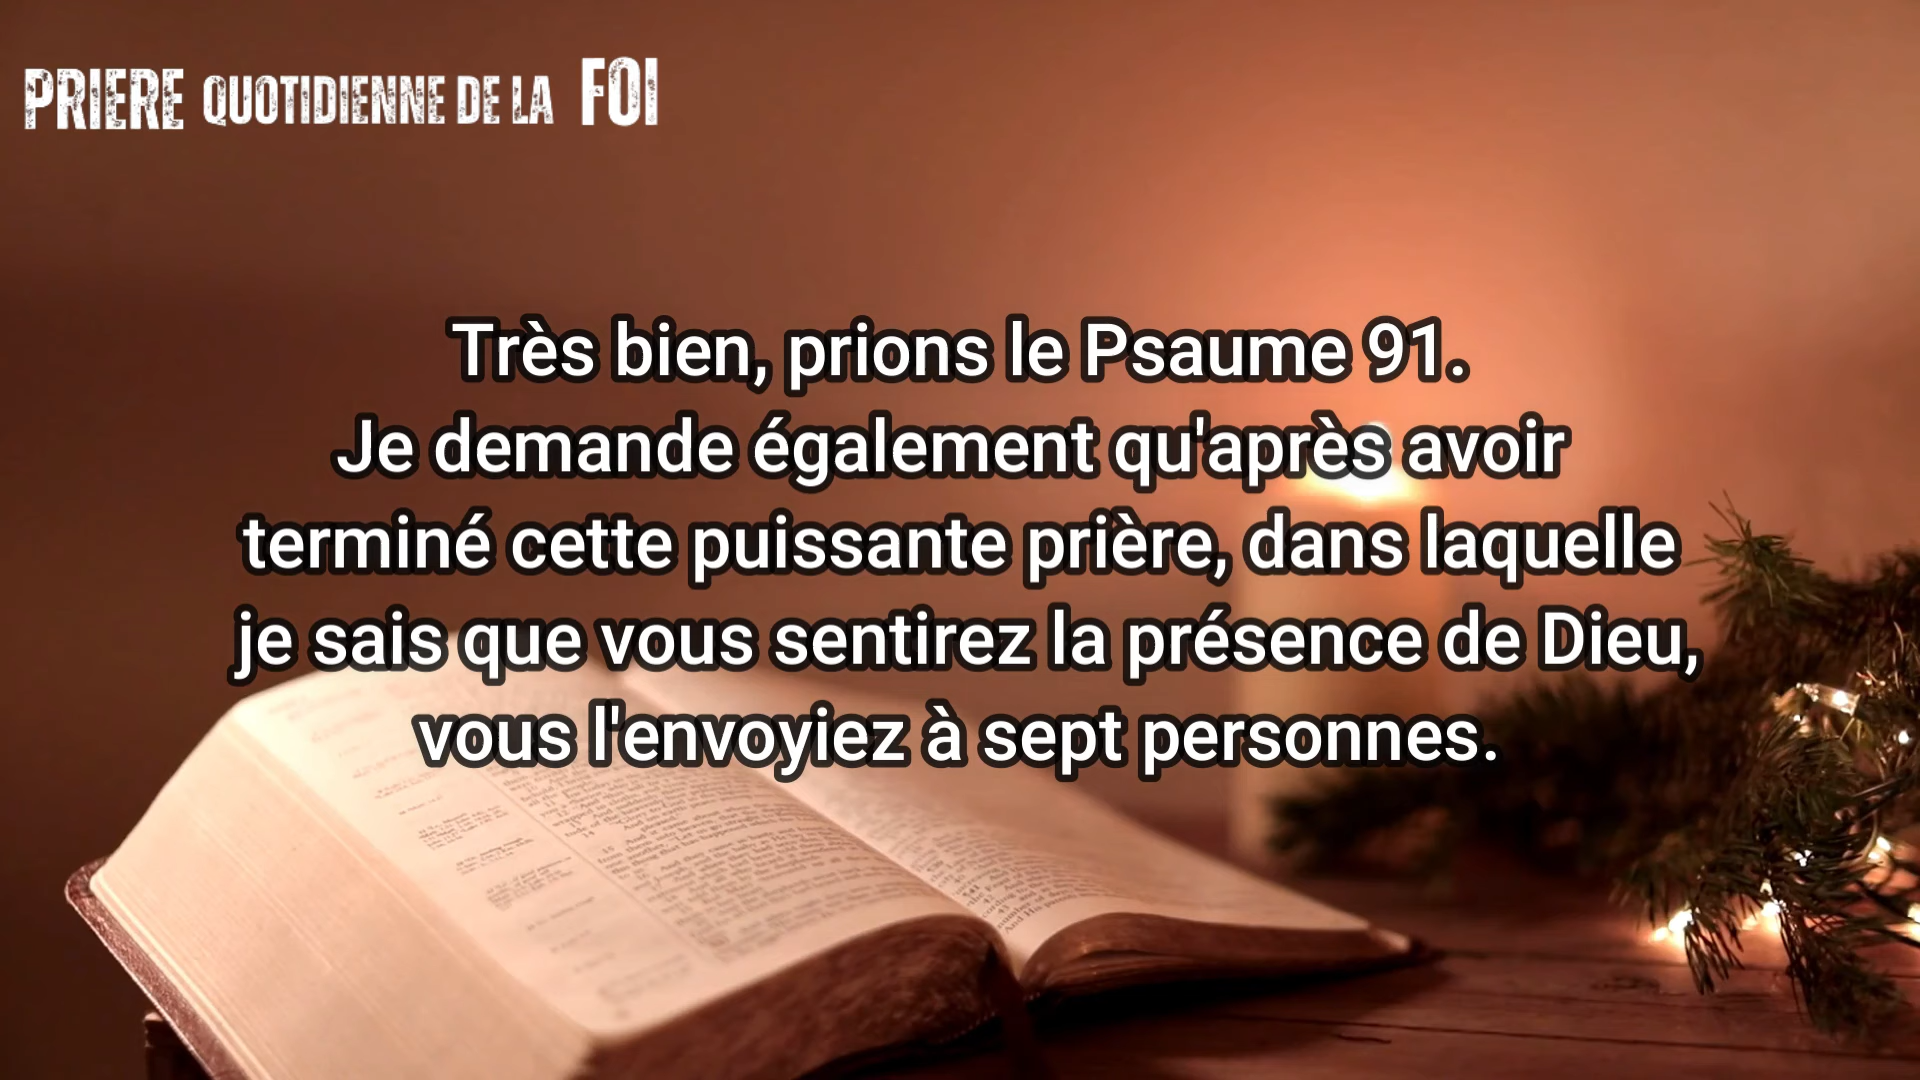 PRIERE QUOTIDIENNE DE LA FOI
Très bien, prions le Psaume 91.
Je demande également qu'après avoir
terminé cette puissante prière, dans laquelle
je sais que vous sentirez la présence de Dieu,
vous l'envoyiez à sept personnes.